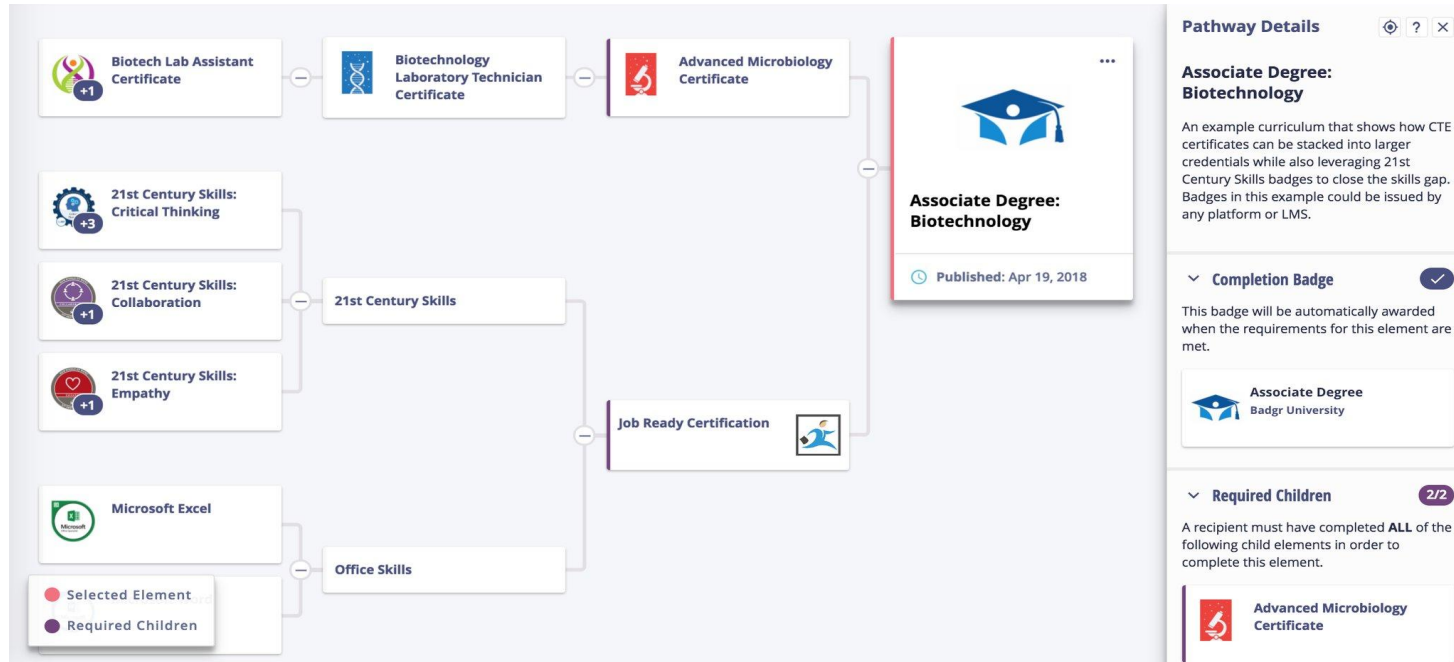 Biotech Lab Assistant
Certificate
+1
Biotechnology
Laboratory Technician
Certificate
Advanced Microbiology
Certificate
21st Century Skills:
Critical Thinking
+3
21st Century Skills:
Collaboration
+1
21st Century Skills:
Empathy
+1
21st Century Skills
Microsoft Excel
Microsoft
Office Skills
Job Ready Certification
Selected Element
Required Children
...
Associate Degree:
Biotechnology
Published: Apr 19, 2018
Pathway Details
?
Associate Degree:
Biotechnology
An example curriculum that shows how CTE
certificates can be stacked into larger
credentials while also leveraging 21st
Century Skills badges to close the skills gap.
Badges in this example could be issued by
any platform or LMS.
Completion Badge
This badge will be automatically awarded
when the requirements for this element are
met.
Associate Degree
Badgr University
Required Children
2/2
A recipient must have completed ALL of the
following child elements in order to
complete this element.
Advanced Microbiology
Certificate